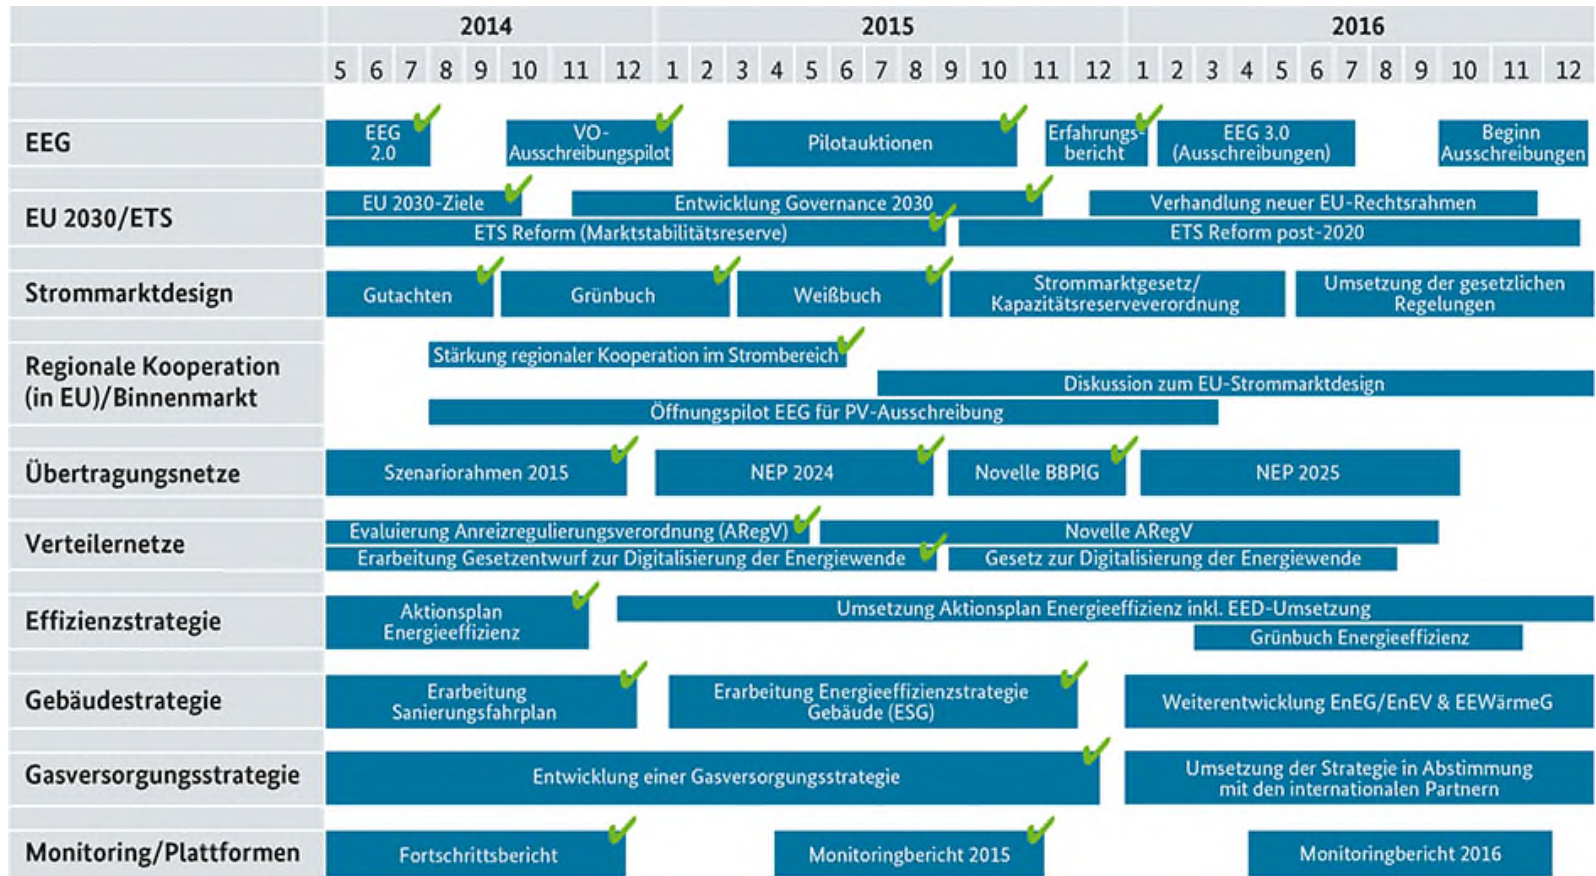 2014 2015 2016
5 6 7 8 9 10 11 12 1 2 3 4 5 6 7 8 9 10 11 12 1 2 3 4 5 6 7 8 9 10 11 12
EEG
EEG
2.0
VO-
Ausschreibungspilot
Pilotauktionen
Erfahrungs-
bericht
EEG 3.0
(Ausschreibungen)
Beginn
Ausschreibungen
EU 2030/ETS
EU 2030-Ziele
Entwicklung Governance 2030
Verhandlung neuer EU-Rechtsrahmen
ETS Reform (Marktstabilitätsreserve)
ETS Reform post-2020
Strommarktdesign
Gutachten
Grünbuch
Weißbuch
Strommarktgesetz/
Kapazitätsreserveverordnung
Umsetzung der gesetzlichen
Regelungen
Regionale Kooperation
(in EU)/Binnenmarkt
Stärkung regionaler Kooperation im Strombereich
Diskussion zum EU-Strommarktdesign
Öffnungspilot EEG für PV-Ausschreibung
Übertragungsnetze
Szenariorahmen 2015
NEP 2024
Novelle BBPlG
NEP 2025
Verteilernetze
Evaluierung Anreizregulierungsverordnung (ARegV)
Novelle ARegV
Erarbeitung Gesetzentwurf zur Digitalisierung der Energiewende
Gesetz zur Digitalisierung der Energiewende
Effizienzstrategie
Aktionsplan
Energieeffizienz
Umsetzung Aktionsplan Energieeffizienz inkl. EED-Umsetzung
Grünbuch Energieeffizienz
Gebäudestrategie
Erarbeitung
Sanierungsfahrplan
Erarbeitung Energieeffizienzstrategie
Gebäude (ESG)
Weiterentwicklung EnEG/EnEV & EEWärmeG
Gasversorgungsstrategie
Entwicklung einer Gasversorgungsstrategie
Umsetzung der Strategie in Abstimmung
mit den internationalen Partnern
Monitoring/Plattformen
Fortschrittsbericht
Monitoringbericht 2015
Monitoringbericht 2016